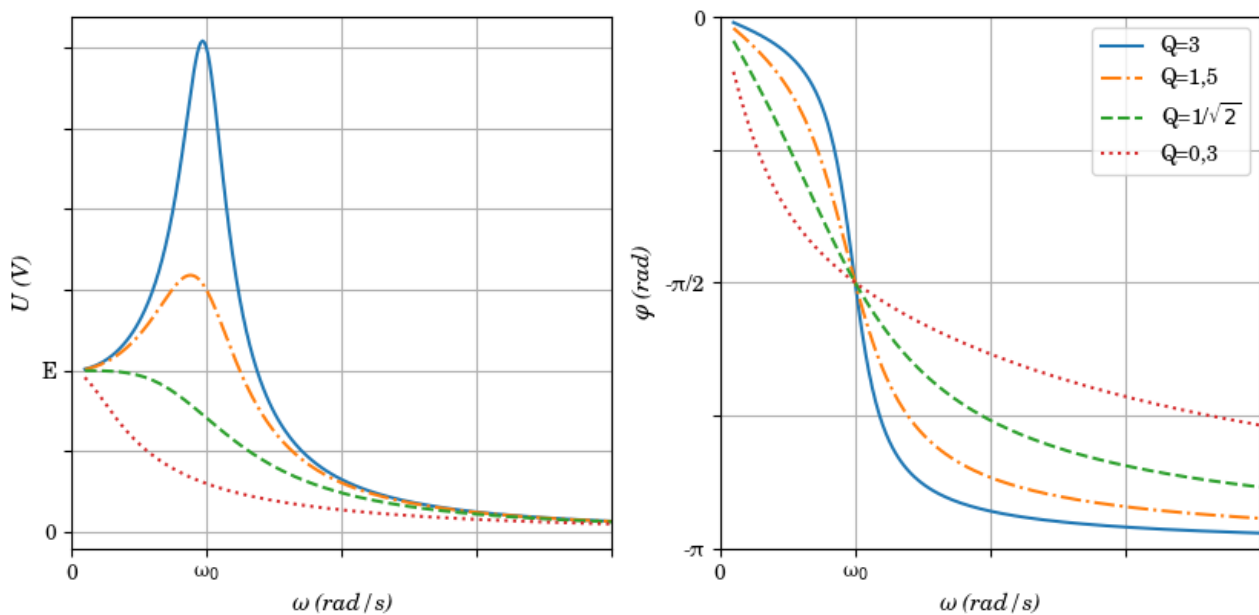 U (V)
E
0
0
ω₀
ω (rad/s)
φ (rad)
0
-π/2
-π
0
ω₀
ω (rad/s)
Q=3
Q=1,5
Q=1/√2
Q=0,3